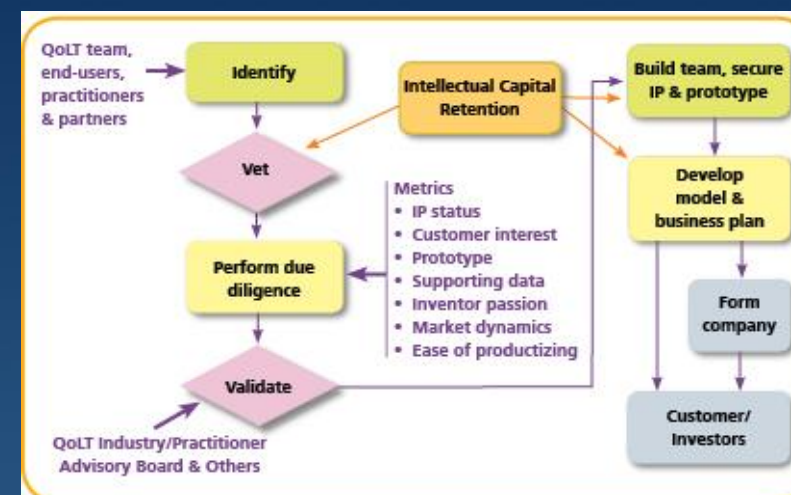 QoLT team,
end-users,
practitioners
& partners
Identify
Vet
Perform due
diligence
Validate
QoLT Industry/Practitioner
Advisory Board & Others
Intellectual Capital
Retention
Metrics
• IP status
• Customer interest
• Prototype
• Supporting data
• Inventor passion
• Market dynamics
• Ease of productizing
Build team, secure
IP & prototype
Develop
model &
business plan
Form
company
Customer/
Investors